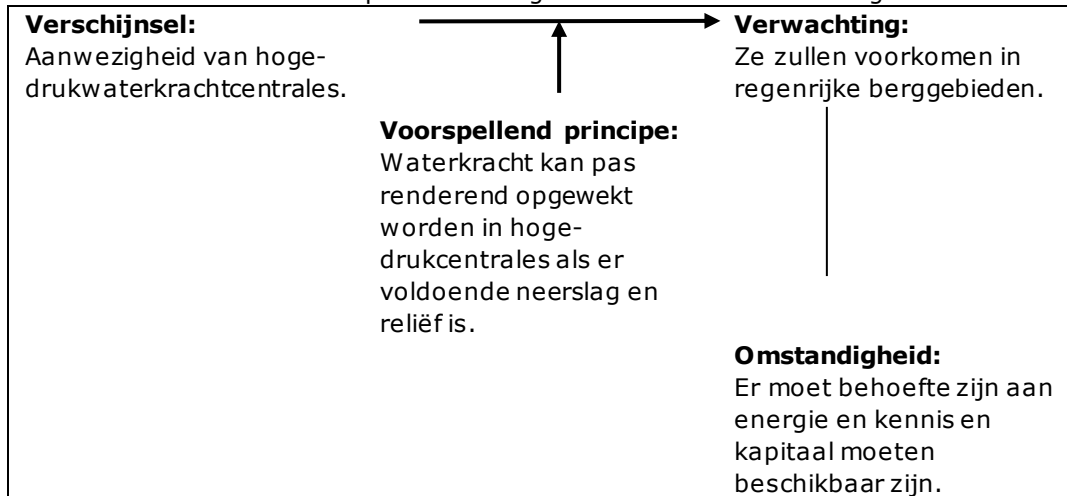 Verschijnsel:
Aanwezigheid van hoge-
drukwaterkrachtcentrales.
Verwachting:
Ze zullen voorkomen in
regenrijke berggebieden.
Voorspellend principe:
Waterkracht kan pas
renderend opgewekt
worden in hoge-
drukcentrales als er
voldoende neerslag en
reliëf is.
Omstandigheid:
Er moet behoefte zijn aan
energie en kennis en
kapitaal moeten
beschikbaar zijn.